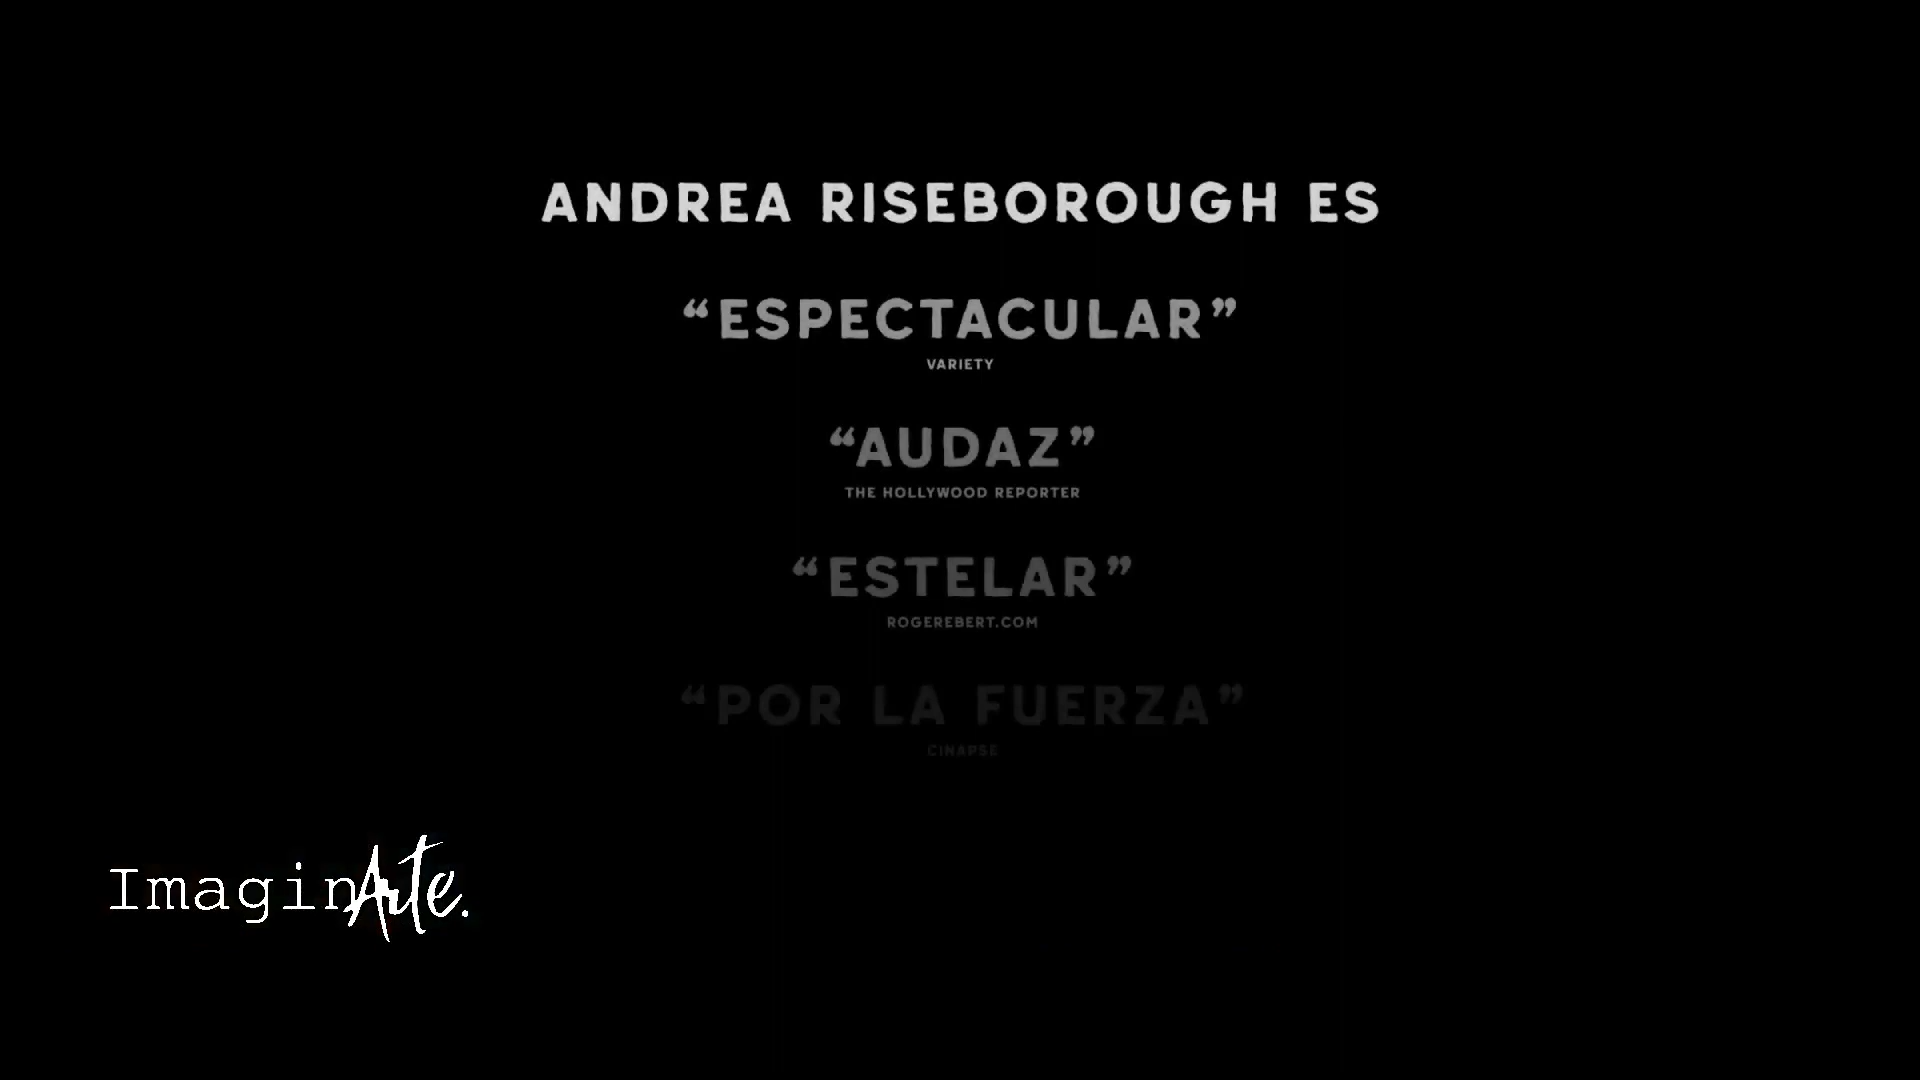 ANDREA RISEBOROUGH ES
“ESPECTACULAR”
VARIETY
“AUDAZ”
THE HOLLYWOOD REPORTER
“ESTELAR”
ROGEREBERT.COM
“POR LA FUERZA”
CINAPSE
ImaginArte.